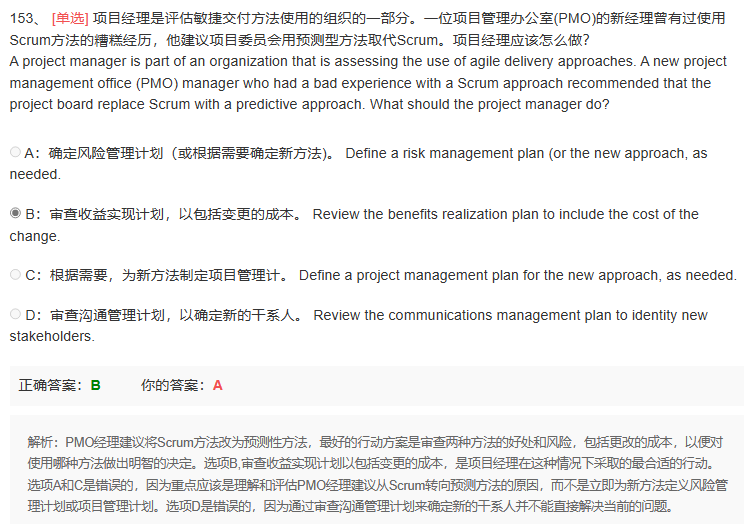 153、 [单选] 项目经理是评估敏捷交付方法使用的组织的一部分。一位项目管理办公室(PMO)的新经理曾有过使用
Scrum方法的糟糕经历，他建议项目委员会用预测型方法取代Scrum。项目经理应该怎么做?
A project manager is part of an organization that is assessing the use of agile delivery approaches. A new project
management office (PMO) manager who had a bad experience with a Scrum approach recommended that the
project board replace Scrum with a predictive approach. What should the project manager do?
A：确定风险管理计划（或根据需要确定新方法)。 Define a risk management plan (or the new approach, as
needed.
B：审查收益实现计划，以包括变更的成本。 Review the benefits realization plan to include the cost of the
change.
C：根据需要，为新方法制定项目管理计。 Define a project management plan for the new approach, as needed.
D：审查沟通管理计划，以确定新的干系人。 Review the communications management plan to identity new
stakeholders.
正确答案：B 你的答案：A
解析：PMO经理建议将Scrum方法改为预测性方法，最好的行动方案是审查两种方法的好处和风险，包括更改的成本，以便对
使用哪种方法做出明智的决定。选项B,审查收益实现计划以包括变更的成本，是项目经理在这种情况下采取的最合适的行动。
选项A和C是错误的，因为重点应该是理解和评估PMO经理建议从Scrum转向预测方法的原因，而不是立即为新方法定义风险管
理计划或项目管理计划。选项D是错误的，因为通过审查沟通管理计划来确定新的干系人并不能直接解决当前的问题。